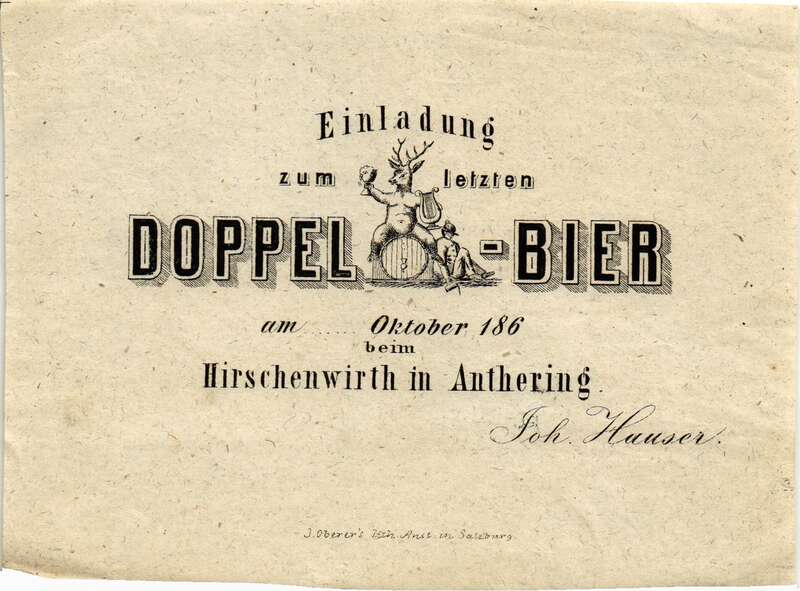 Einladung
zum letzten
DOPPEL-BIER
am ...... Oktober 186
beim
Hirschenwirth in Anthering.
Joh. Hauser.
J. Oberer's lith. Anst. in Salzburg.